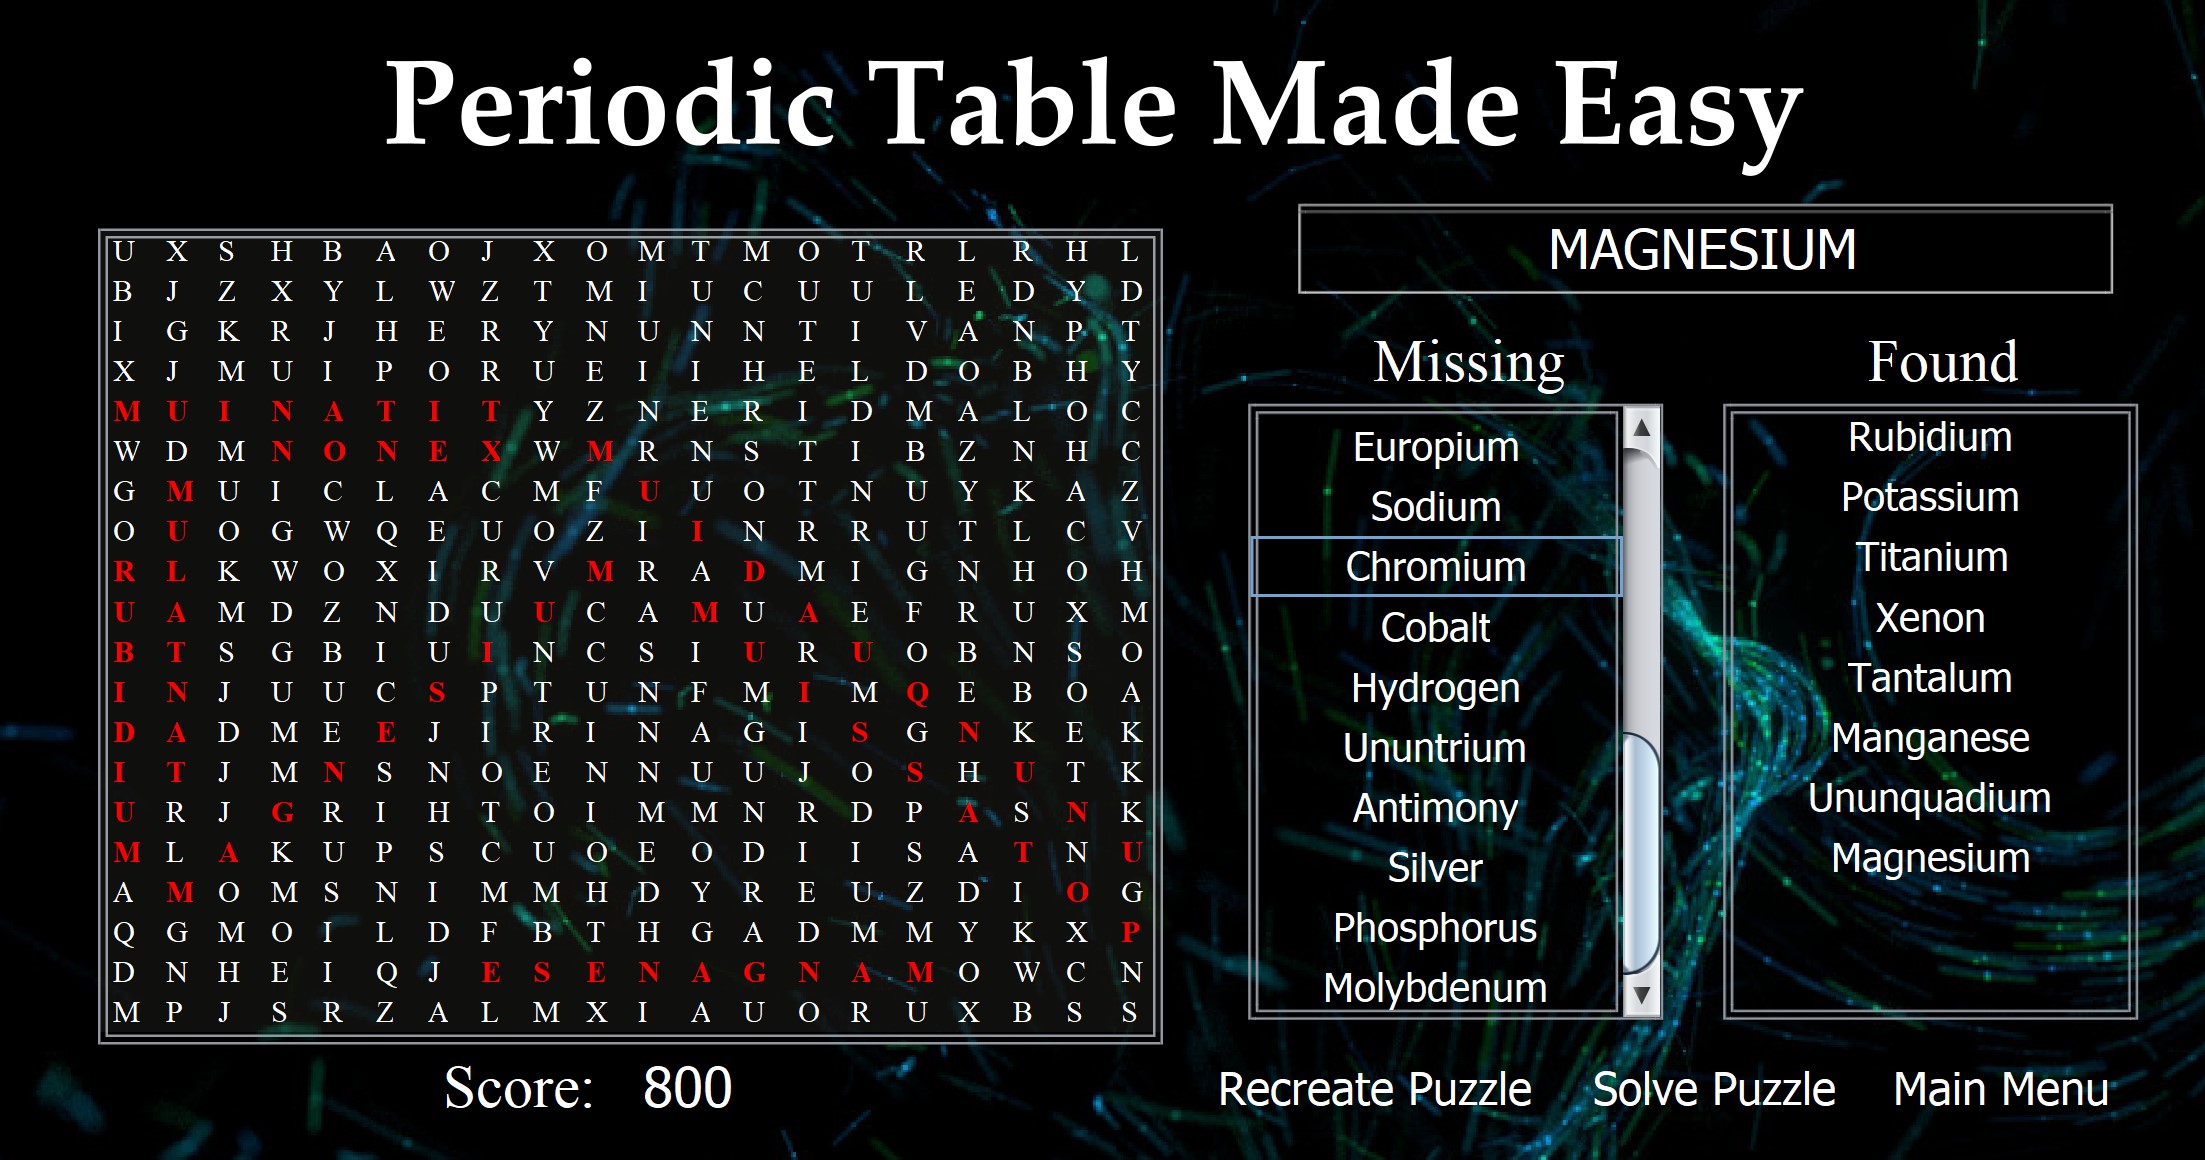 Periodic Table Made Easy
MAGNESIUM
U X S H B A O J X O M T M O T R L R H L
B J Z X Y L W Z T M I U C U U L E D Y D
I G K R J H E R Y N U N N T I V A N P T
X J M U I P O R U E I I H E L D O B H Y
M U I N A T I T Y Z N E R I D M A L O C
W D M N O N E X W M R N S T I B Z N H C
G M U I C L A C M F U U O T N U Y K A Z
O U O G W Q E U O Z I I N R R U T L C V
R L K W O X I R V M R A D M I G N H O H
U A M D Z N D U U C A M U A E F R U X M
B T S G B I U I N C S I U R U O B N S O
I N J U U C S P T U N F M I M Q E B O A
D A D M E E J I R I N A G I S G N K E K
I T J M N S N O E N N U U J O S H U T K
U R J G R I H T O I M M N R D P A S N K
M L A K U P S C U O E O D I I S A T N U
A M O M S N I M M H D Y R E U Z D I O G
Q G M O I L D F B T H G A D M M Y K X P
D N H E I Q J E S E N A G N A M O W C N
M P J S R Z A L M X I A U O R U X B S S
Missing
Europium
Sodium
Chromium
Cobalt
Hydrogen
Ununtrium
Antimony
Silver
Phosphorus
Molybdenum
Found
Rubidium
Potassium
Titanium
Xenon
Tantalum
Manganese
Ununquadium
Magnesium
Score: 800
Recreate Puzzle Solve Puzzle Main Menu